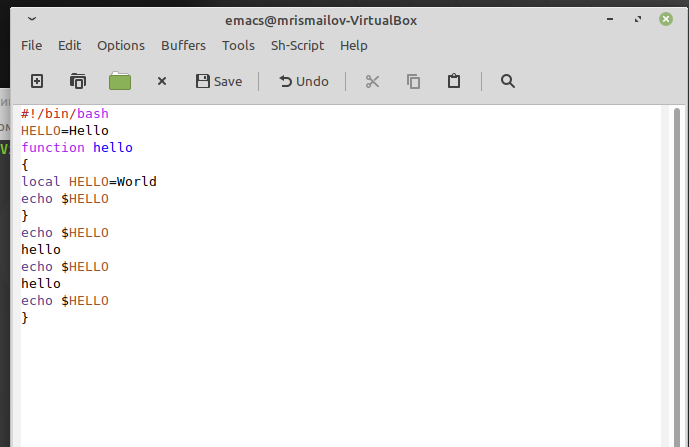 emacs@mrismailov-VirtualBox
File Edit Options Buffers Tools Sh-Script Help
Save Undo
#!/bin/bash
HELLO=Hello
function hello
{
local HELLO=World
echo $HELLO
}
echo $HELLO
hello
echo $HELLO
hello
echo $HELLO
}